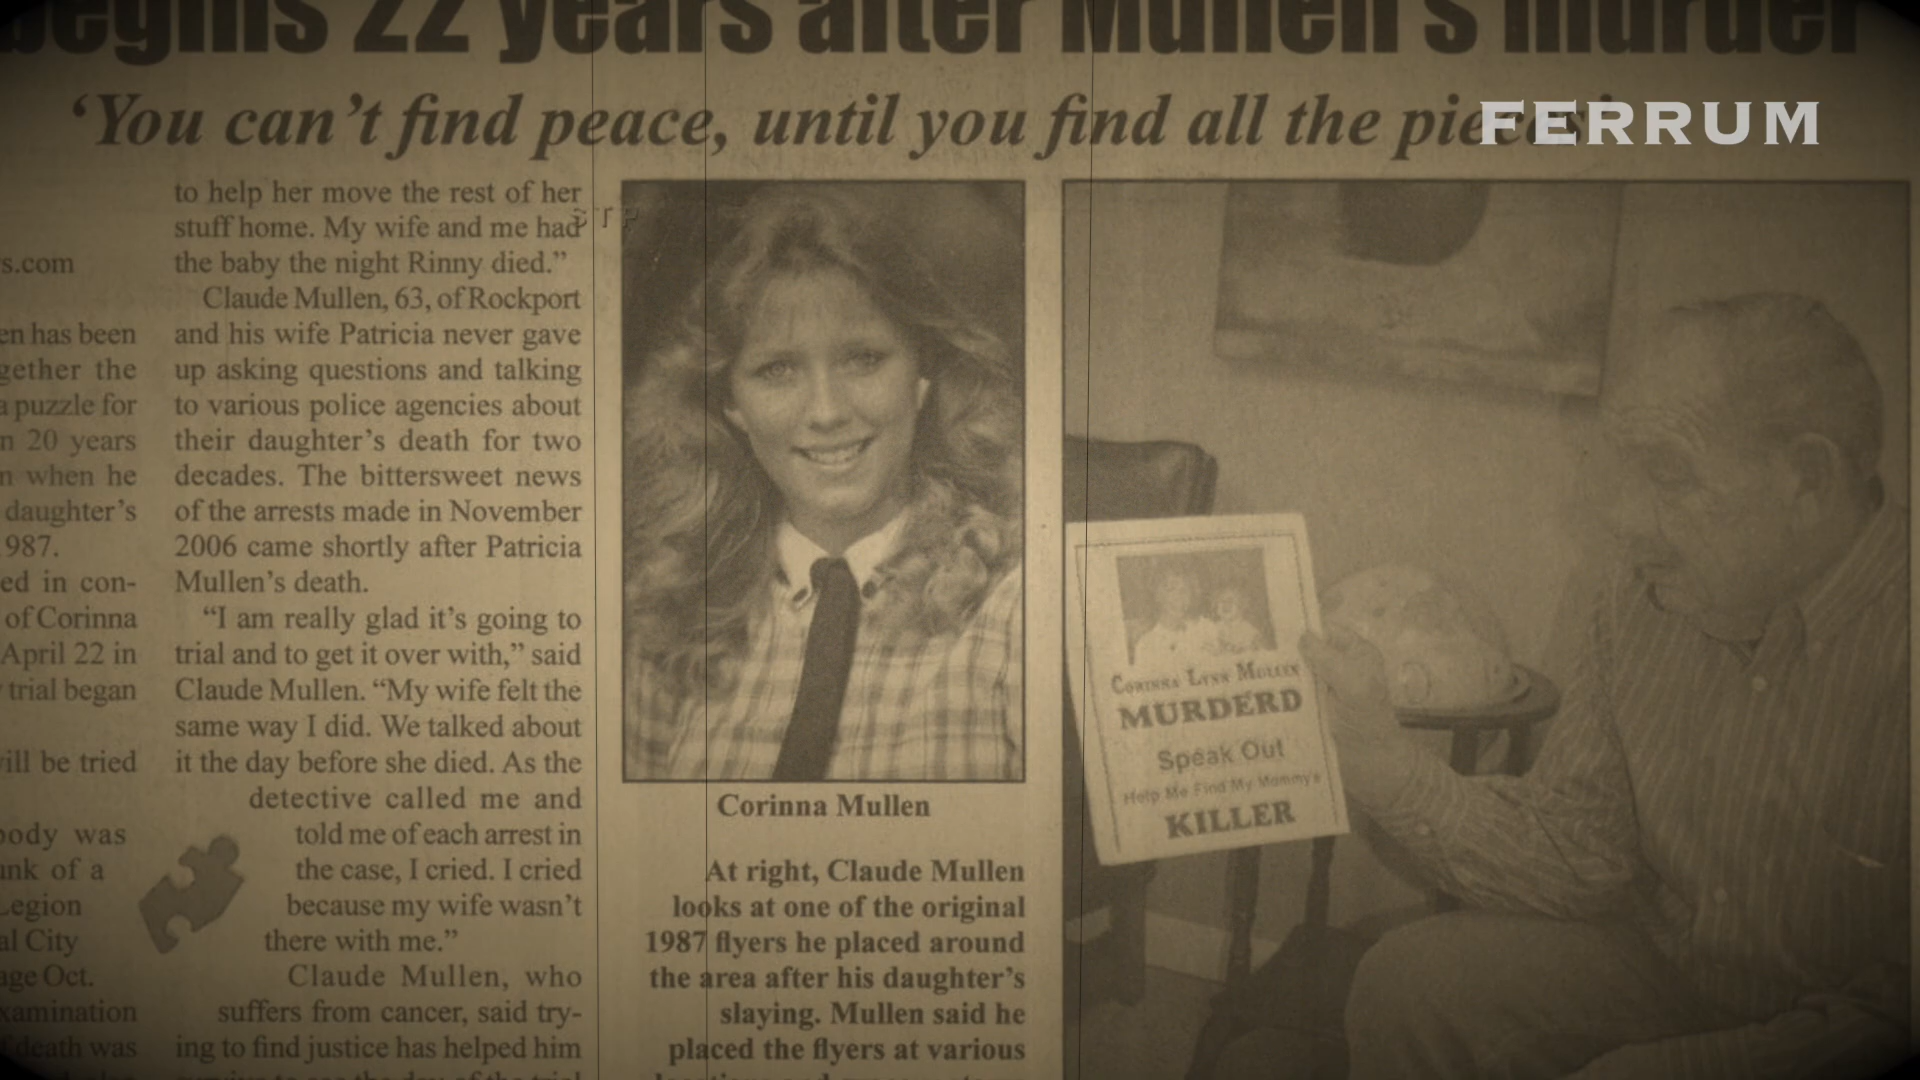 begins 22 years after Mullen's murder
'You can't find peace, until you find all the pieces'
FERRUM
s.com
en has been
gether the
a puzzle for
n 20 years
n when he
daughter's
987.
ed in con-
of Corinna
April 22 in
trial began
will be tried
body was
unk of a
Legion
al City
age Oct.
xamination
death was
to help her move the rest of her
stuff home. My wife and me had
the baby the night Rinny died."
Claude Mullen, 63, of Rockport
and his wife Patricia never gave
up asking questions and talking
to various police agencies about
their daughter's death for two
decades. The bittersweet news
of the arrests made in November
2006 came shortly after Patricia
Mullen's death.
"I am really glad it's going to
trial and to get it over with," said
Claude Mullen. "My wife felt the
same way I did. We talked about
it the day before she died. As the
detective called me and
told me of each arrest in
the case, I cried. I cried
because my wife wasn't
there with me."
Claude Mullen, who
suffers from cancer, said try-
ing to find justice has helped him
Corinna Mullen
At right, Claude Mullen
looks at one of the original
1987 flyers he placed around
the area after his daughter's
slaying. Mullen said he
placed the flyers at various
CORINNA LYNN MULLEN
MURDERD
Speak Out
Help Me Find My Mommy's
KILLER